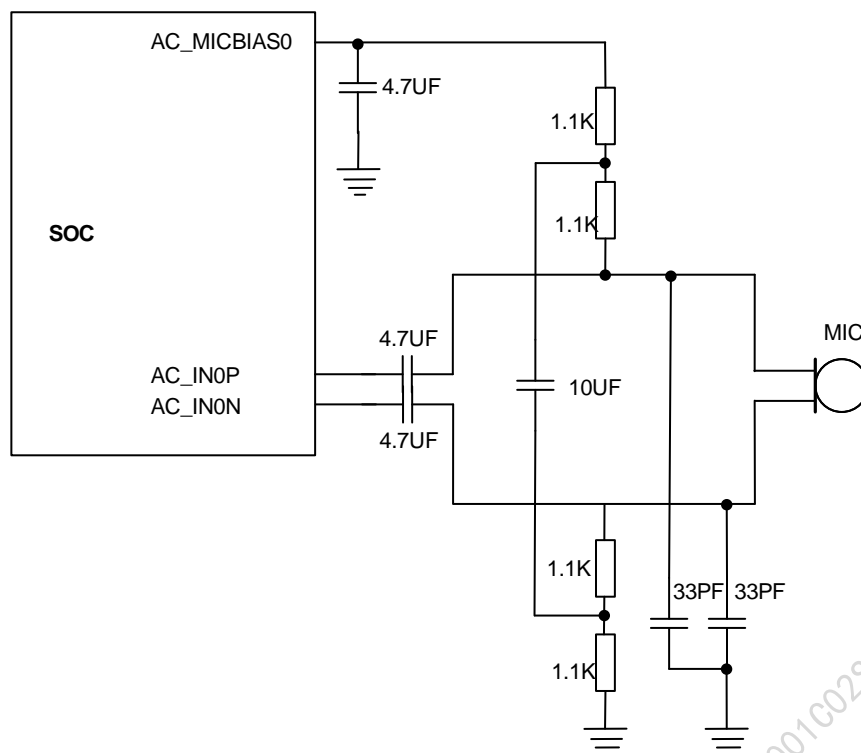 AC_MICBIAS0
4.7UF
1.1K
1.1K
SOC
4.7UF
MIC
AC_IN0P
10UF
AC_IN0N
4.7UF
1.1K
33PF 33PF
1.1K